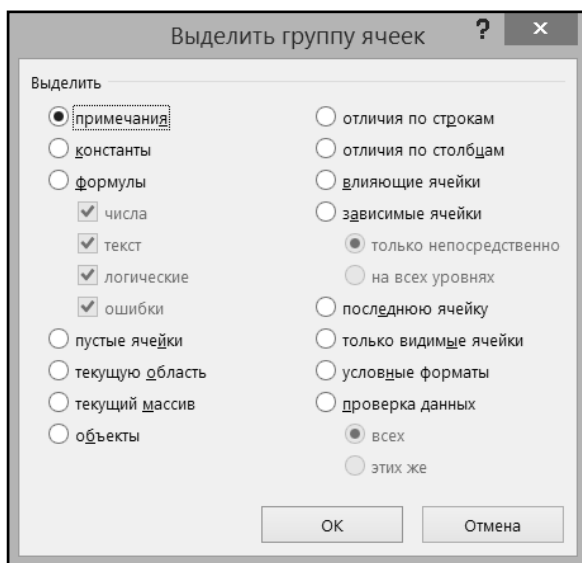 Выделить группу ячеек ? ×
Выделить
примечания
константы
формулы
числа
текст
логические
ошибки
пустые ячейки
текущую область
текущий массив
объекты
отличия по строкам
отличия по столбцам
влияющие ячейки
зависимые ячейки
только непосредственно
на всех уровнях
последнюю ячейку
только видимые ячейки
условные форматы
проверка данных
всех
этих же
ОК
Отмена